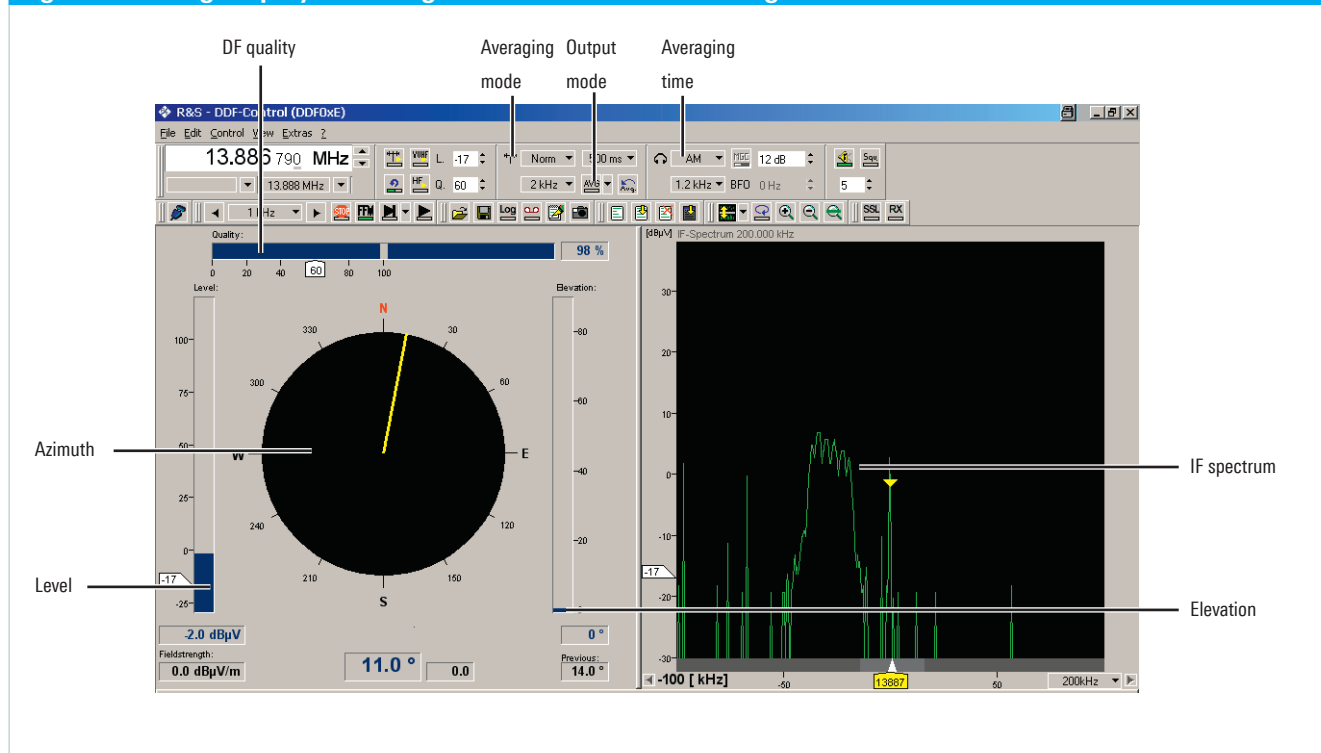 DF quality
Averaging mode
Output mode
Averaging time
R&S - DDF-Control (DDF0xE)
File Edit Control View Extras ?
13.886 790 MHz
L. -17
Norm
500 ms
AM
MGC
12 dB
Squ
13.888 MHz
HF
Q. 60
2 kHz
AVG
1.2 kHz
BFO 0 Hz
5
1 kHz
STOP
FFM
Log
SSL
RX
Quality:
98 %
0 20 40 60 80 100
Level:
Elevation:
100
75
50
25
0
-17
-25
N
30
60
E
120
150
S
210
240
W
300
330
-80
-60
-40
-20
0
-2.0 dBµV
Fieldstrength:
0.0 dBµV/m
11.0 °
0.0
0 °
Previous:
14.0 °
[dBµV] IF-Spectrum 200.000 kHz
30
20
10
0
-10
-17
-20
-30
-100 [ kHz]
-50
13887
50
200kHz
Azimuth
Level
IF spectrum
Elevation